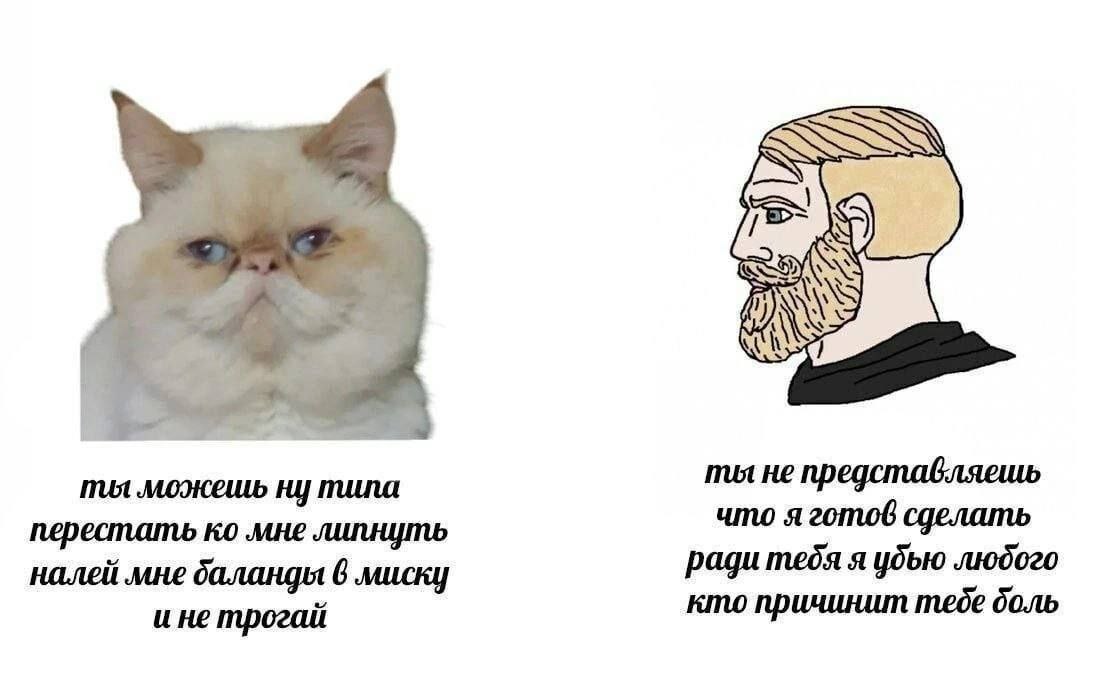 ты можешь ну типа
перестать ко мне липнуть
налей мне баланды в миску
и не трогай
ты не представляешь
что я готов сделать
ради тебя я убью любого
кто причинит тебе боль